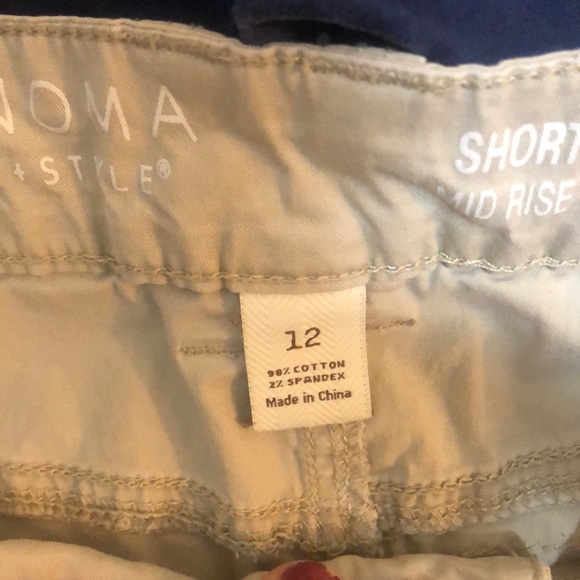 NOMA
+ STYLE®
SHORT
MID RISE
12
98% COTTON
2% SPANDEX
Made in China